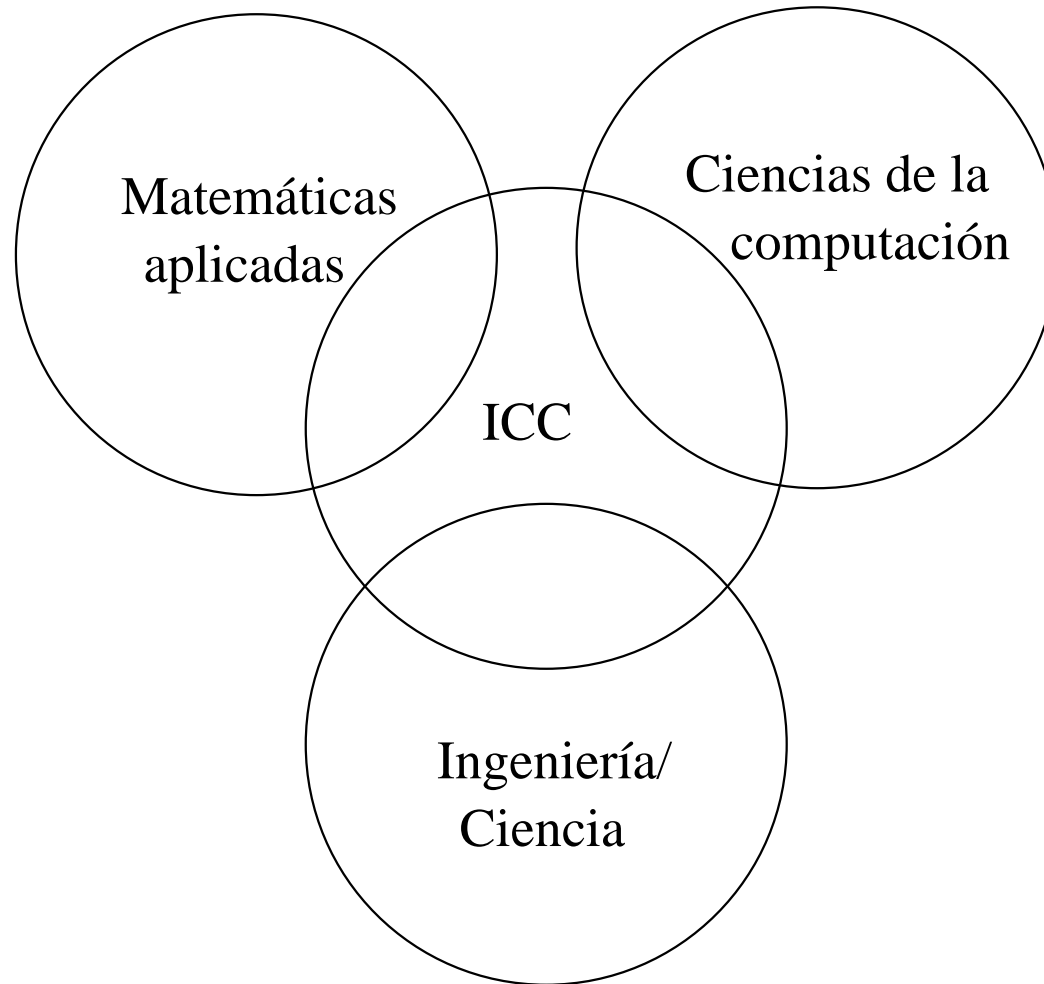 Matemáticas
aplicadas
Ciencias de la
computación
ICC
Ingeniería/
Ciencia